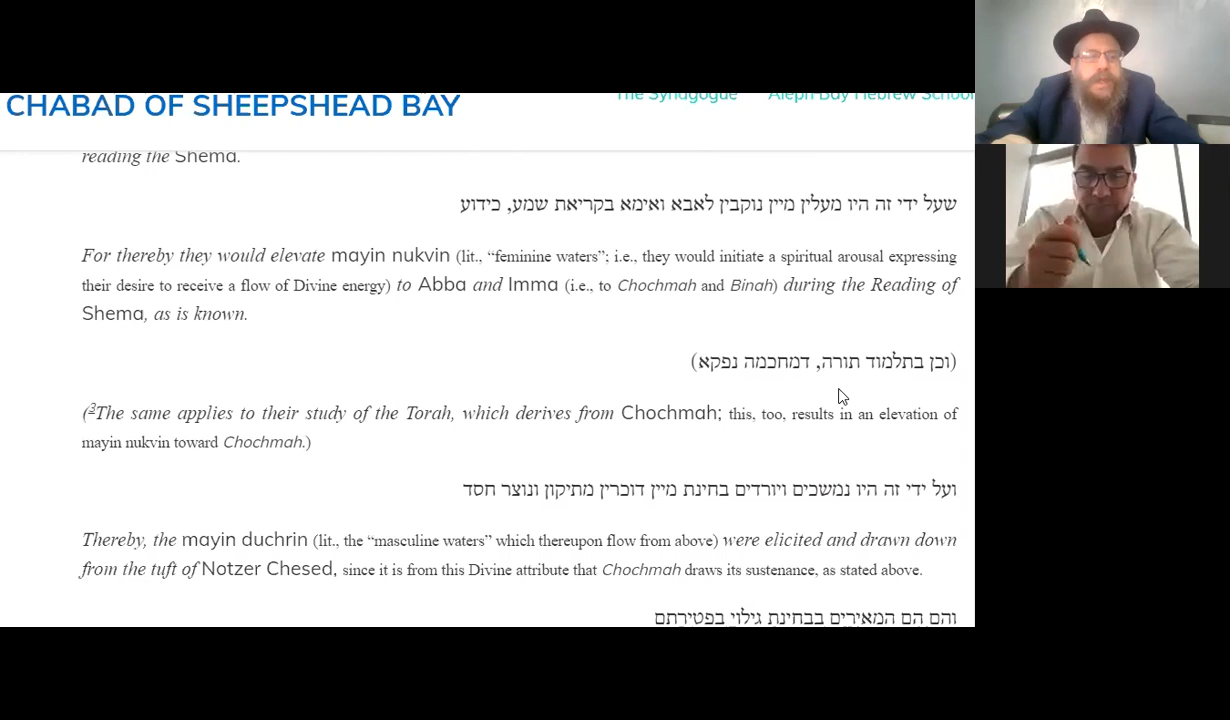 The Synagogue Aleph Bay Hebrew School
CHABAD OF SHEEPSHEAD BAY
reading the Shema.
שעל ידי זה היו מעלין מיין נוקבין לאבא ואימא בקריאת שמע, כידוע
For thereby they would elevate mayin nukvin (lit., “feminine waters”; i.e., they would initiate a spiritual arousal expressing
their desire to receive a flow of Divine energy) to Abba and Imma (i.e., to Chochmah and Binah) during the Reading of
Shema, as is known.
(וכן בתלמוד תורה, דמחכמה נפקא)
(2The same applies to their study of the Torah, which derives from Chochmah; this, too, results in an elevation of
mayin nukvin toward Chochmah.)
ועל ידי זה היו נמשכים ויורדים בחינת מיין דוכרין מתיקון ונוצר חסד
Thereby, the mayin duchrin (lit., the “masculine waters” which thereupon flow from above) were elicited and drawn down
from the tuft of Notzer Chesed, since it is from this Divine attribute that Chochmah draws its sustenance, as stated above.
והם הם המאירים בבחינת גילוי בפטירתם